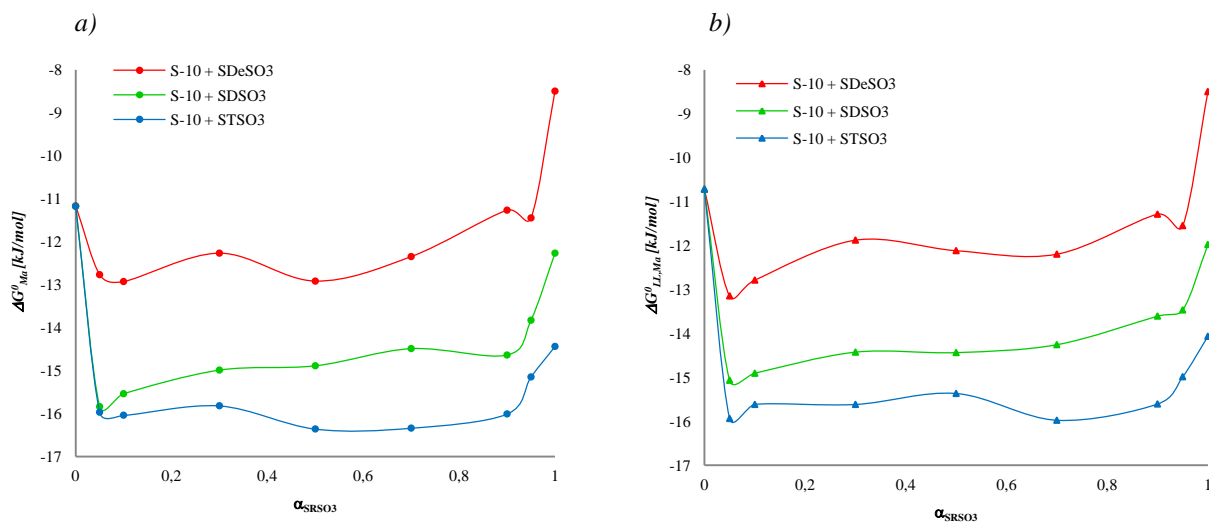 a)
S-10 + SDeSO3
S-10 + SDSO3
S-10 + STSO3
-8
-9
-10
-11
-12
-13
-14
-15
-16
-17
ΔG⁰Ma [kJ/mol]
0
0,2
0,4
0,6
0,8
1
αSRSO3
b)
S-10 + SDeSO3
S-10 + SDSO3
S-10 + STSO3
-8
-9
-10
-11
-12
-13
-14
-15
-16
-17
ΔG⁰LL,Ma [kJ/mol]
0
0,2
0,4
0,6
0,8
1
αSRSO3